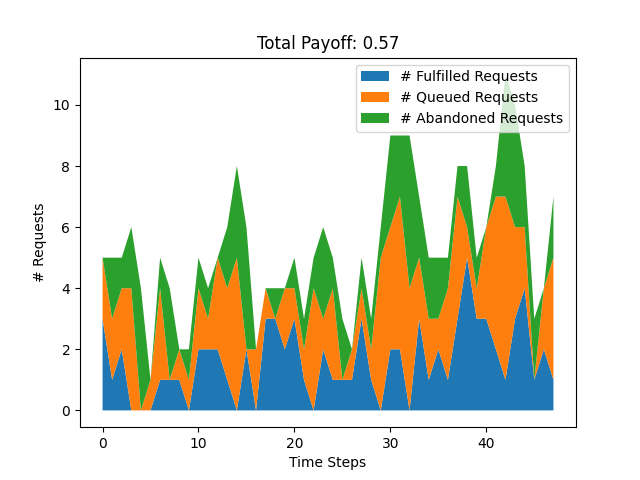 Total Payoff: 0.57
# Fulfilled Requests
# Queued Requests
# Abandoned Requests
# Requests
10
8
6
4
2
0
0 10 20 30 40
Time Steps